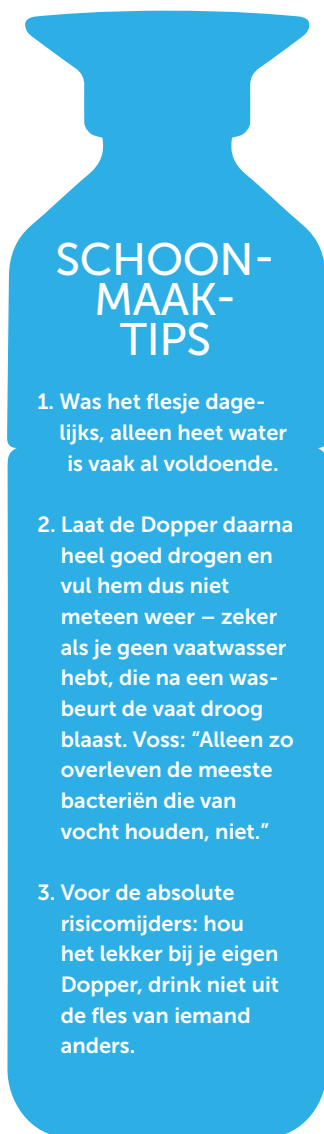 SCHOON-
MAAK-
TIPS
1. Was het flesje dage-
lijks, alleen heet water
is vaak al voldoende.
2. Laat de Dopper daarna
heel goed drogen en
vul hem dus niet
meteen weer – zeker
als je geen vaatwasser
hebt, die na een was-
beurt de vaat droog
blaast. Voss: “Alleen zo
overleven de meeste
bacteriën die van
vocht houden, niet.”
3. Voor de absolute
risicomijders: hou
het lekker bij je eigen
Dopper, drink niet uit
de fles van iemand
anders.